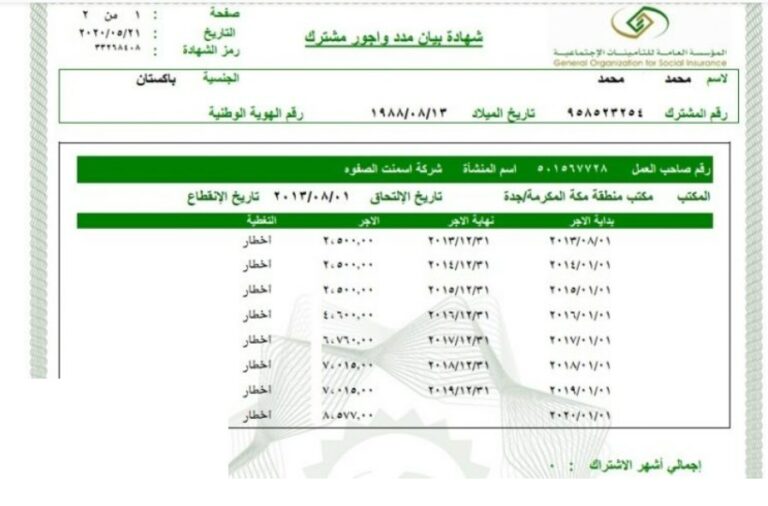 صفحة : ١ من ٢
التاريخ : ٢٠٢٠/٠٥/٢١
رمز الشهادة : ٣٣٢٦٨٤٠٨
شهادة بيان مدد واجور مشترك
المؤسسة العامة للتأمينات الإجتماعية
General Organization for Social Insurance
لاسم محمد محمد الجنسية باكستان
رقم المشترك ٩٥٨٥٢٣٢٥٤ تاريخ الميلاد ١٩٨٨/٠٨/١٣ رقم الهوية الوطنية
رقم صاحب العمل ٥٠١٥٦٧٧٢٨ اسم المنشأة شركة اسمنت الصفوه
المكتب مكتب منطقة مكة المكرمة/جدة تاريخ الإلتحاق ٢٠١٣/٠٨/٠١ تاريخ الإنقطاع
بداية الاجر نهاية الاجر الاجر التغطية
٢٠١٣/٠٨/٠١ ٢٠١٣/١٢/٣١ ٢،٥٠٠,٠٠ اخطار
٢٠١٤/٠١/٠١ ٢٠١٤/١٢/٣١ ٢،٥٠٠,٠٠ اخطار
٢٠١٥/٠١/٠١ ٢٠١٥/١٢/٣١ ٢،٥٠٠,٠٠ اخطار
٢٠١٦/٠١/٠١ ٢٠١٦/١٢/٣١ ٤،٦٠٠,٠٠ اخطار
٢٠١٧/٠١/٠١ ٢٠١٧/١٢/٣١ ٦،٧٦٠,٠٠ اخطار
٢٠١٨/٠١/٠١ ٢٠١٨/١٢/٣١ ٧،٠١٥,٠٠ اخطار
٢٠١٩/٠١/٠١ ٢٠١٩/١٢/٣١ ٧،٠١٥,٠٠ اخطار
٢٠٢٠/٠١/٠١ ٨،٥٧٧,٠٠ اخطار
إجمالي أشهر الاشتراك : ٠